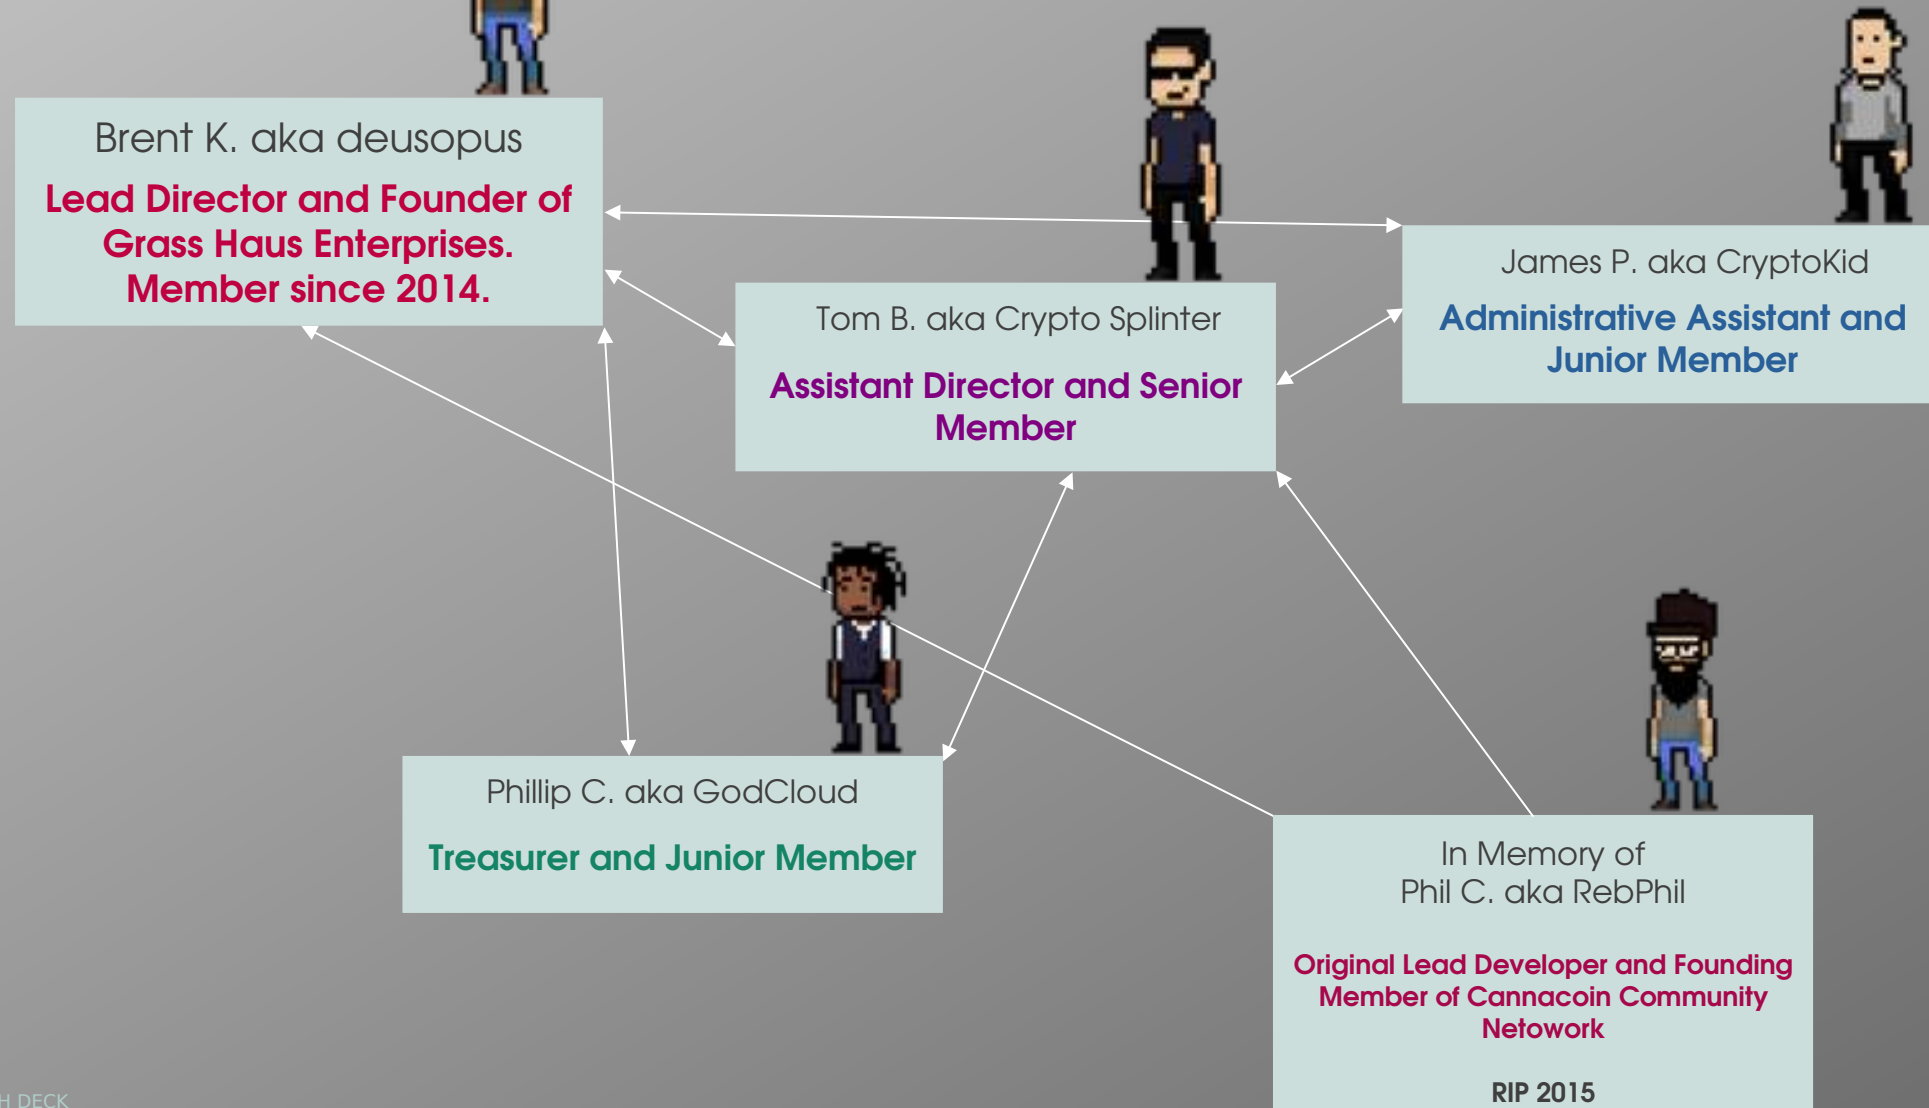 Brent K. aka deusopus
Lead Director and Founder of
Grass Haus Enterprises.
Member since 2014.
Tom B. aka Crypto Splinter
Assistant Director and Senior
Member
James P. aka CryptoKid
Administrative Assistant and
Junior Member
Phillip C. aka GodCloud
Treasurer and Junior Member
In Memory of
Phil C. aka RebPhil
Original Lead Developer and Founding
Member of Cannacoin Community
Netowork
RIP 2015
H DECK